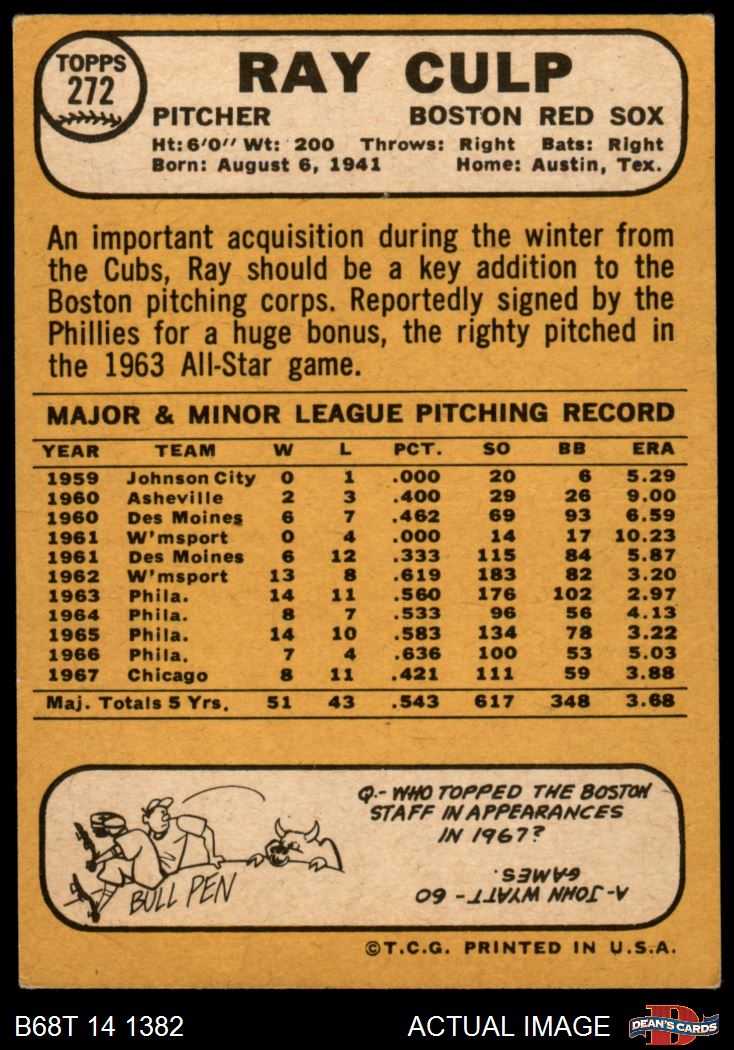 TOPPS
272
RAY CULP
PITCHER BOSTON RED SOX
Ht: 6'0" Wt: 200 Throws: Right Bats: Right
Born: August 6, 1941 Home: Austin, Tex.
An important acquisition during the winter from
the Cubs, Ray should be a key addition to the
Boston pitching corps. Reportedly signed by the
Phillies for a huge bonus, the righty pitched in
the 1963 All-Star game.
MAJOR & MINOR LEAGUE PITCHING RECORD
YEAR TEAM W L PCT. SO BB ERA
1959 Johnson City 0 1 .000 20 6 5.29
1960 Asheville 2 3 .400 29 26 9.00
1960 Des Moines 6 7 .462 69 93 6.59
1961 W'msport 0 4 .000 14 17 10.23
1961 Des Moines 6 12 .333 115 84 5.87
1962 W'msport 13 8 .619 183 82 3.20
1963 Phila. 14 11 .560 176 102 2.97
1964 Phila. 8 7 .533 96 56 4.13
1965 Phila. 14 10 .583 134 78 3.22
1966 Phila. 7 4 .636 100 53 5.03
1967 Chicago 8 11 .421 111 59 3.88
Maj. Totals 5 Yrs. 51 43 .543 617 348 3.68
Q.- WHO TOPPED THE BOSTON
STAFF IN APPEARANCES
IN 1967?
A- JOHN WYATT - 60
GAMES.
BULL PEN
©T.C.G. PRINTED IN U.S.A.
B68T 14 1382 ACTUAL IMAGE
D
DEAN'S CARDS